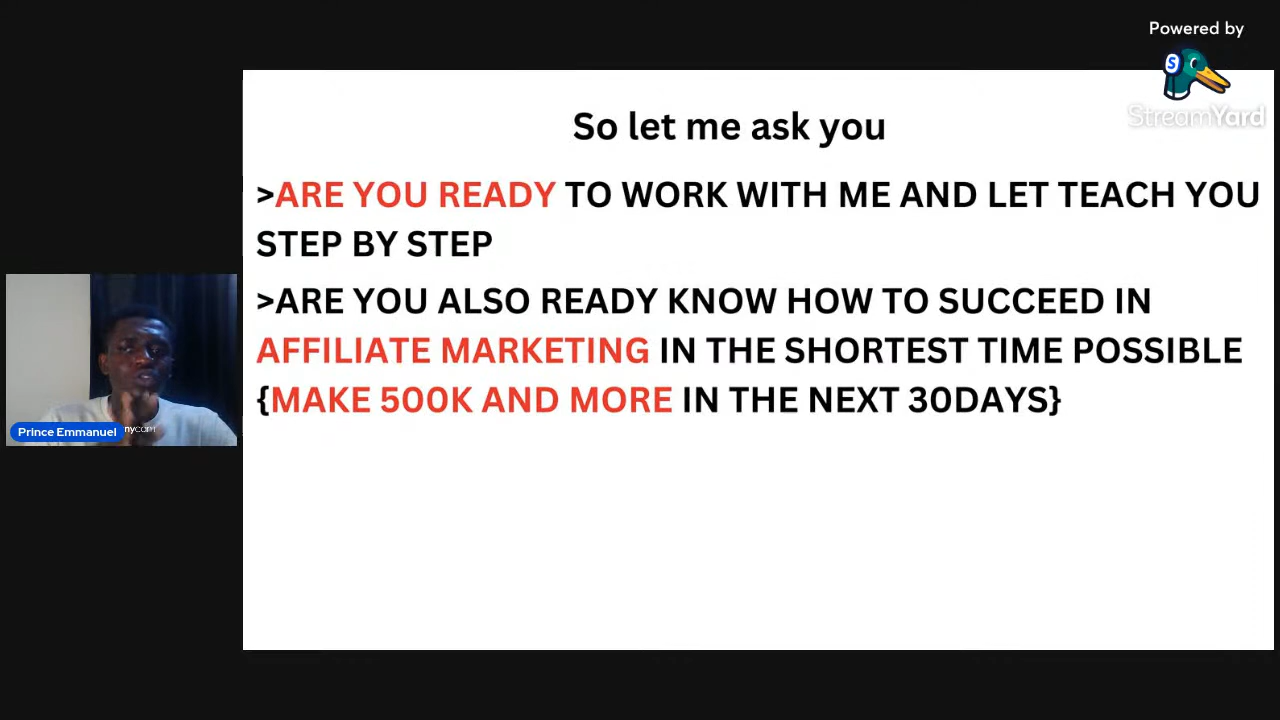 Powered by
StreamYard
So let me ask you
>ARE YOU READY TO WORK WITH ME AND LET TEACH YOU
STEP BY STEP
>ARE YOU ALSO READY KNOW HOW TO SUCCEED IN
AFFILIATE MARKETING IN THE SHORTEST TIME POSSIBLE
{MAKE 500K AND MORE IN THE NEXT 30DAYS}
Prince Emmanuel